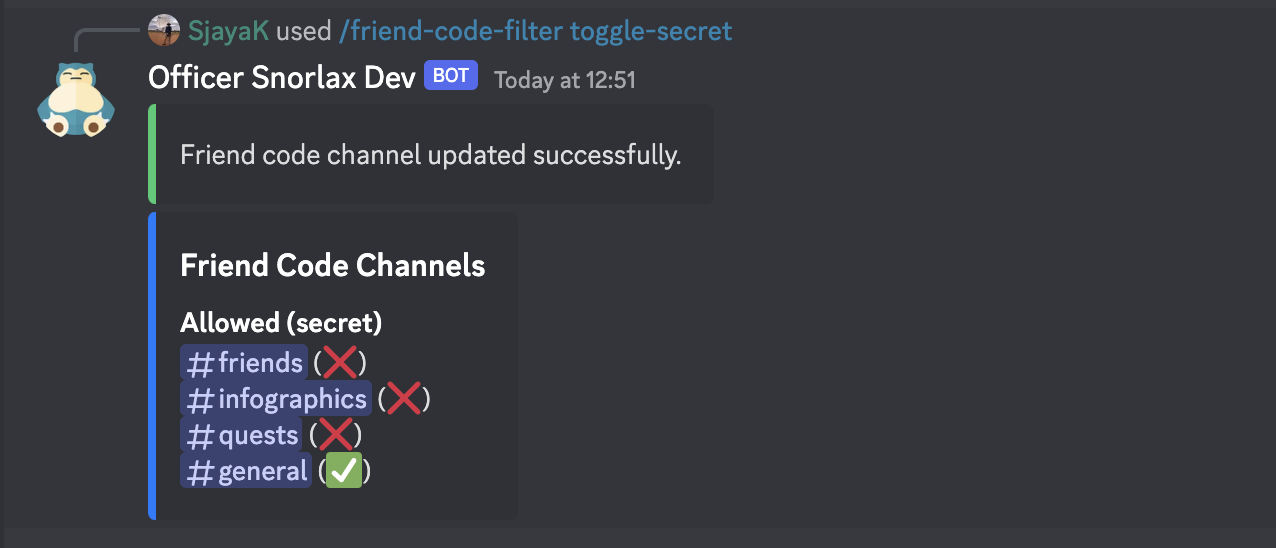 SjayaK used /friend-code-filter toggle-secret
Officer Snorlax Dev BOT Today at 12:51
Friend code channel updated successfully.
Friend Code Channels
Allowed (secret)
#friends (❌)
#infographics (❌)
#quests (❌)
#general (✅)